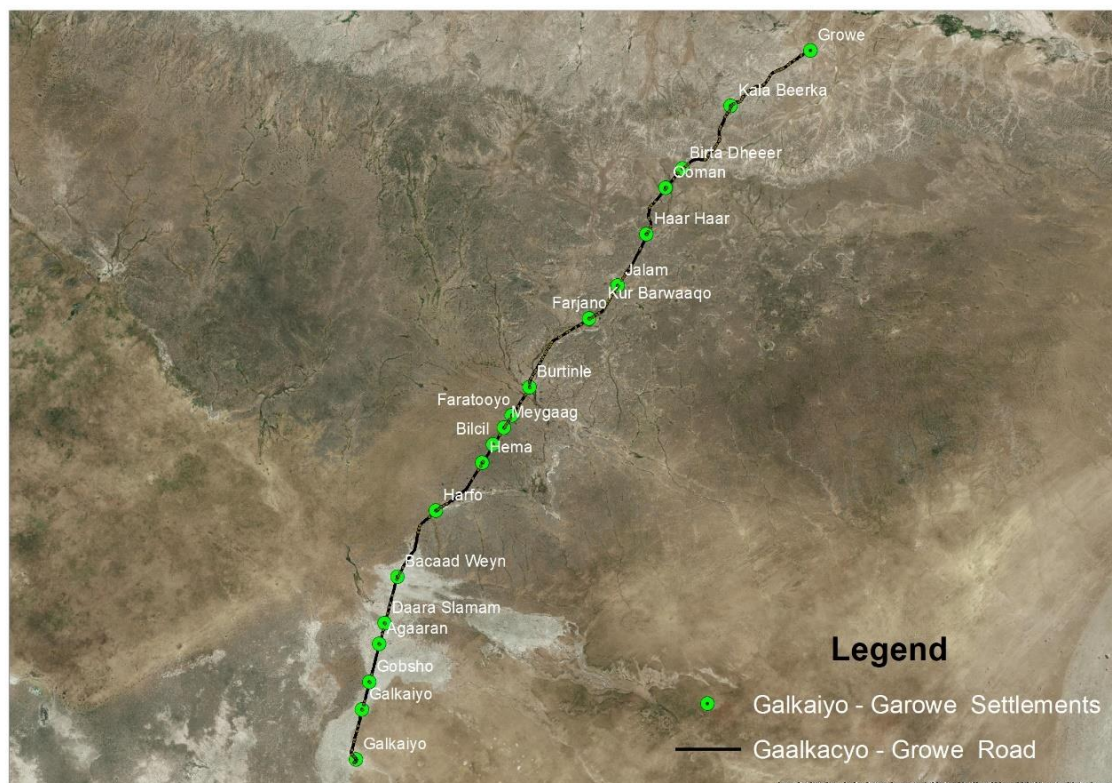 Growe
Kala Beerka
Birta Dheeer
Qoman
Haar Haar
Jalam
Kur Barwaaqo
Farjano
Burtinle
Faratooyo
Meygaag
Bilcil
Hema
Harfo
Bacaad Weyn
Daara Slamam
Agaaran
Gobsho
Galkaiyo
Galkaiyo
Legend
Galkaiyo - Garowe Settlements
Gaalkacyo - Growe Road